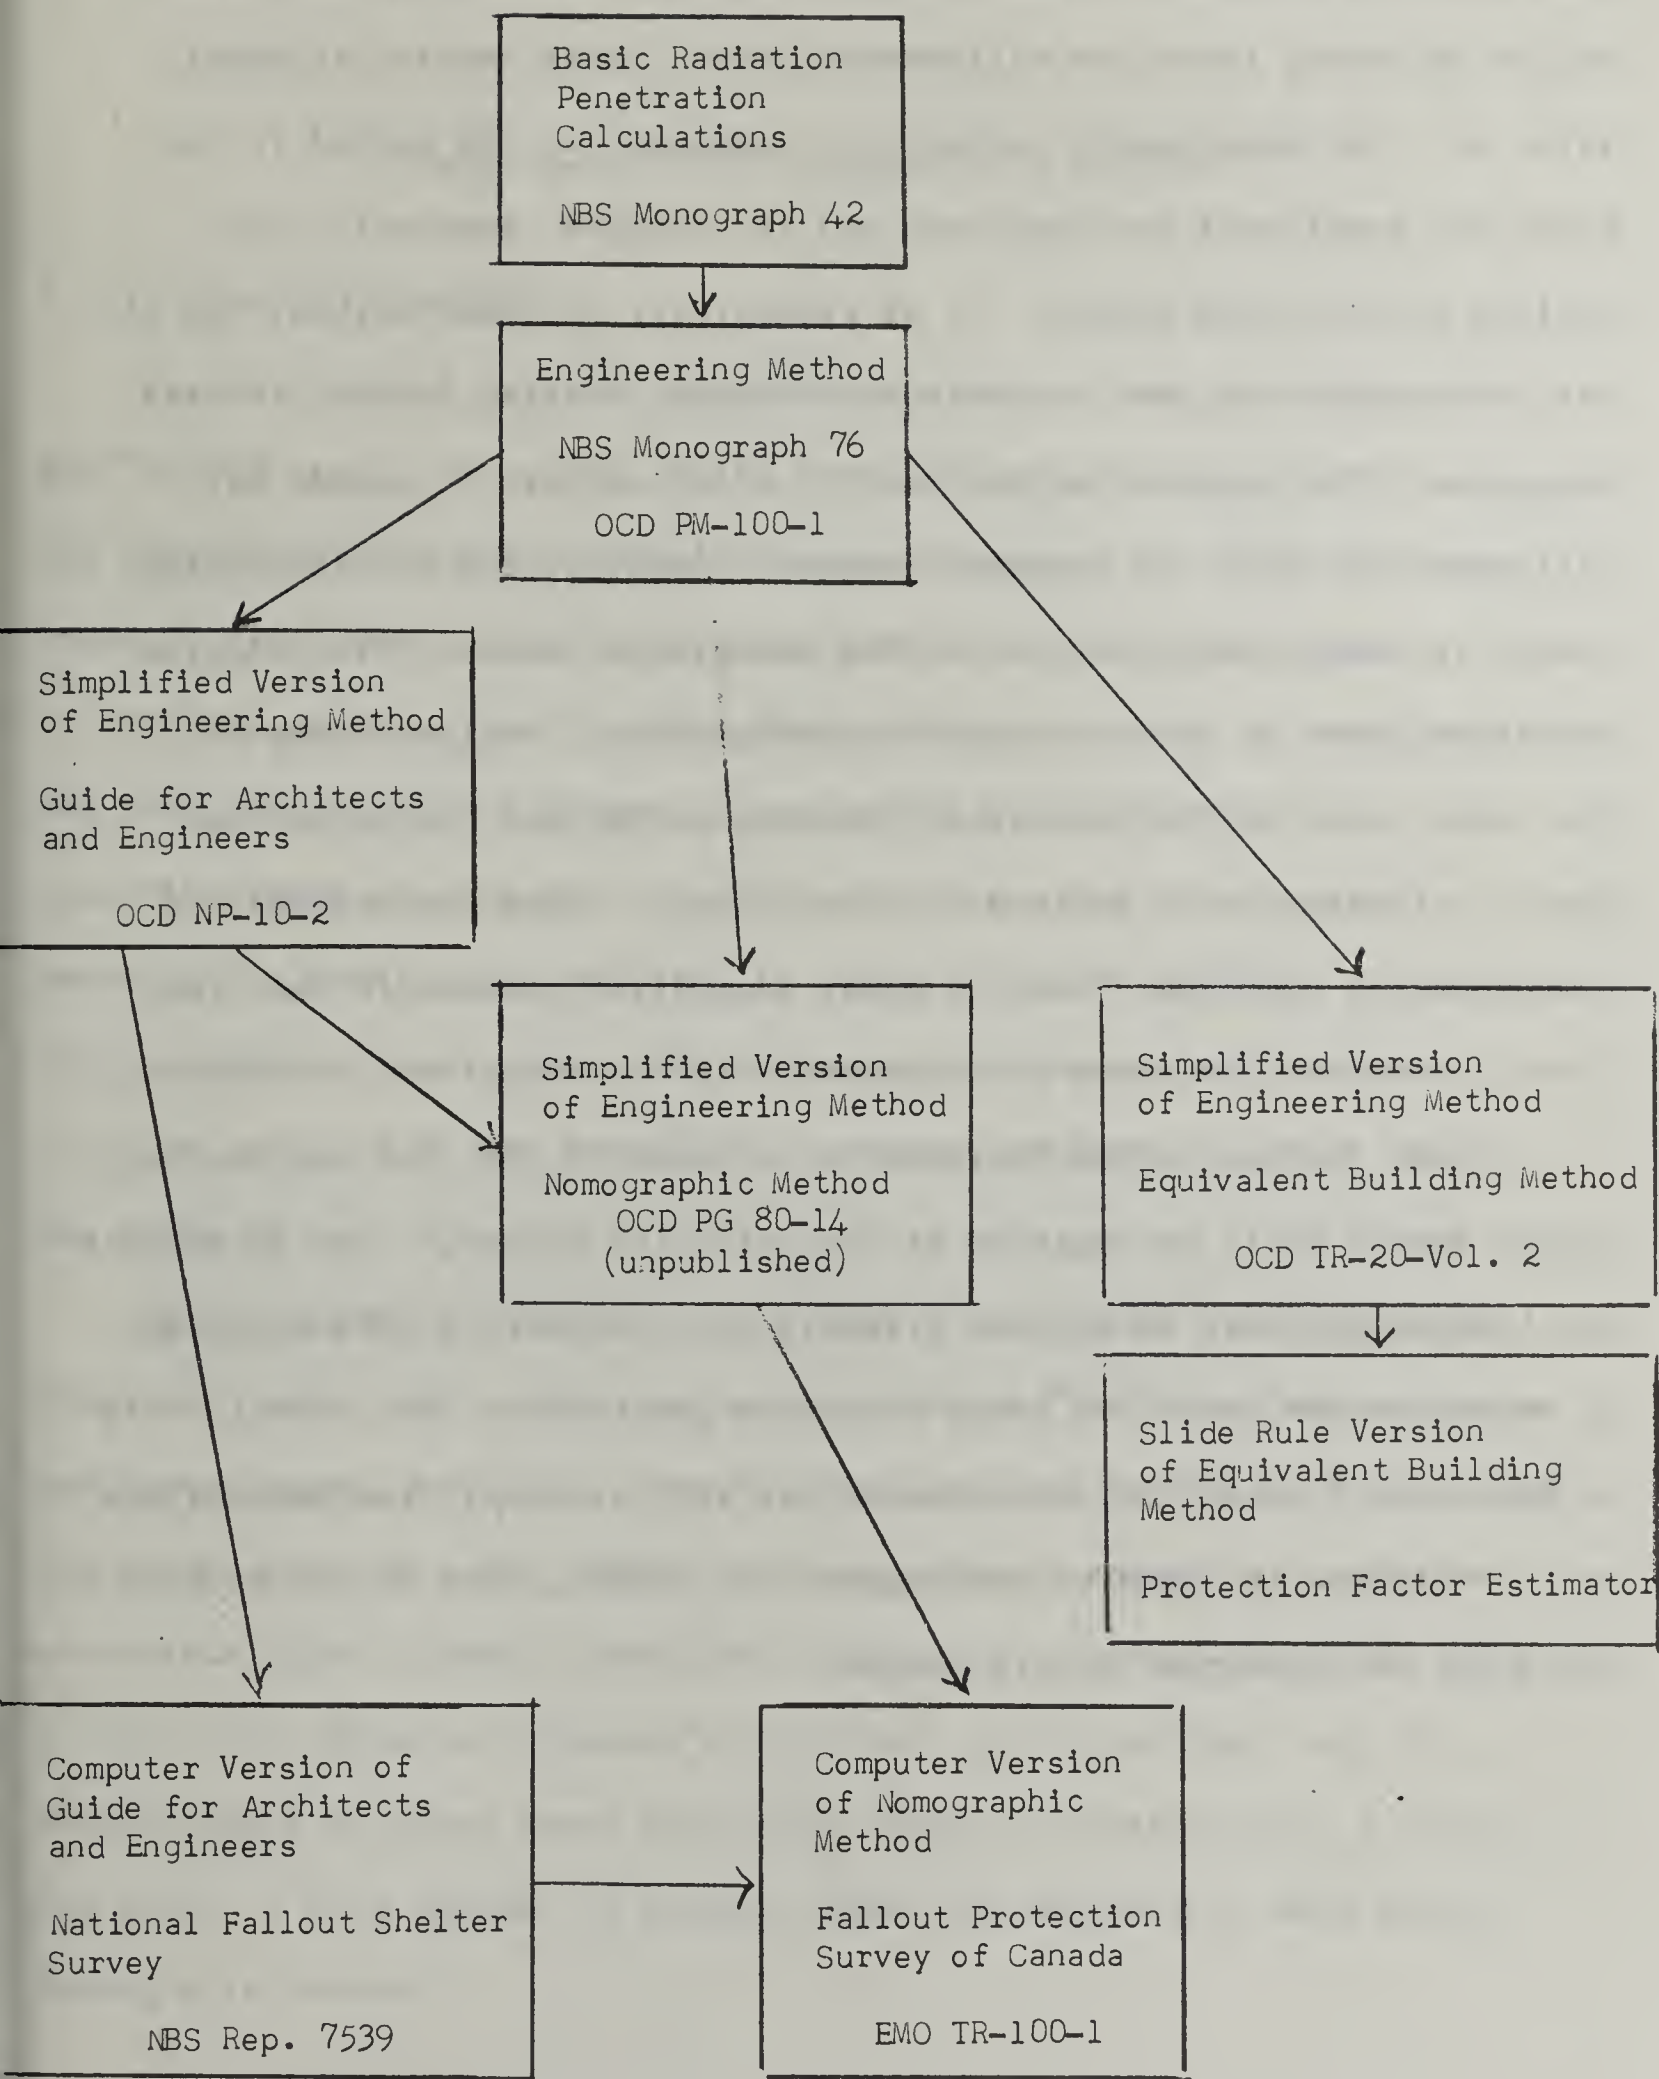 Basic Radiation
Penetration
Calculations
NBS Monograph 42
Engineering Method
NBS Monograph 76
OCD PM-100-1
Simplified Version
of Engineering Method
Guide for Architects
and Engineers
OCD NP-10-2
Simplified Version
of Engineering Method
Nomographic Method
OCD PG 80-14
(unpublished)
Simplified Version
of Engineering Method
Equivalent Building Method
OCD TR-20-Vol. 2
Slide Rule Version
of Equivalent Building
Method
Protection Factor Estimator
Computer Version of
Guide for Architects
and Engineers
National Fallout Shelter
Survey
NBS Rep. 7539
Computer Version
of Nomographic
Method
Fallout Protection
Survey of Canada
EMO TR-100-1